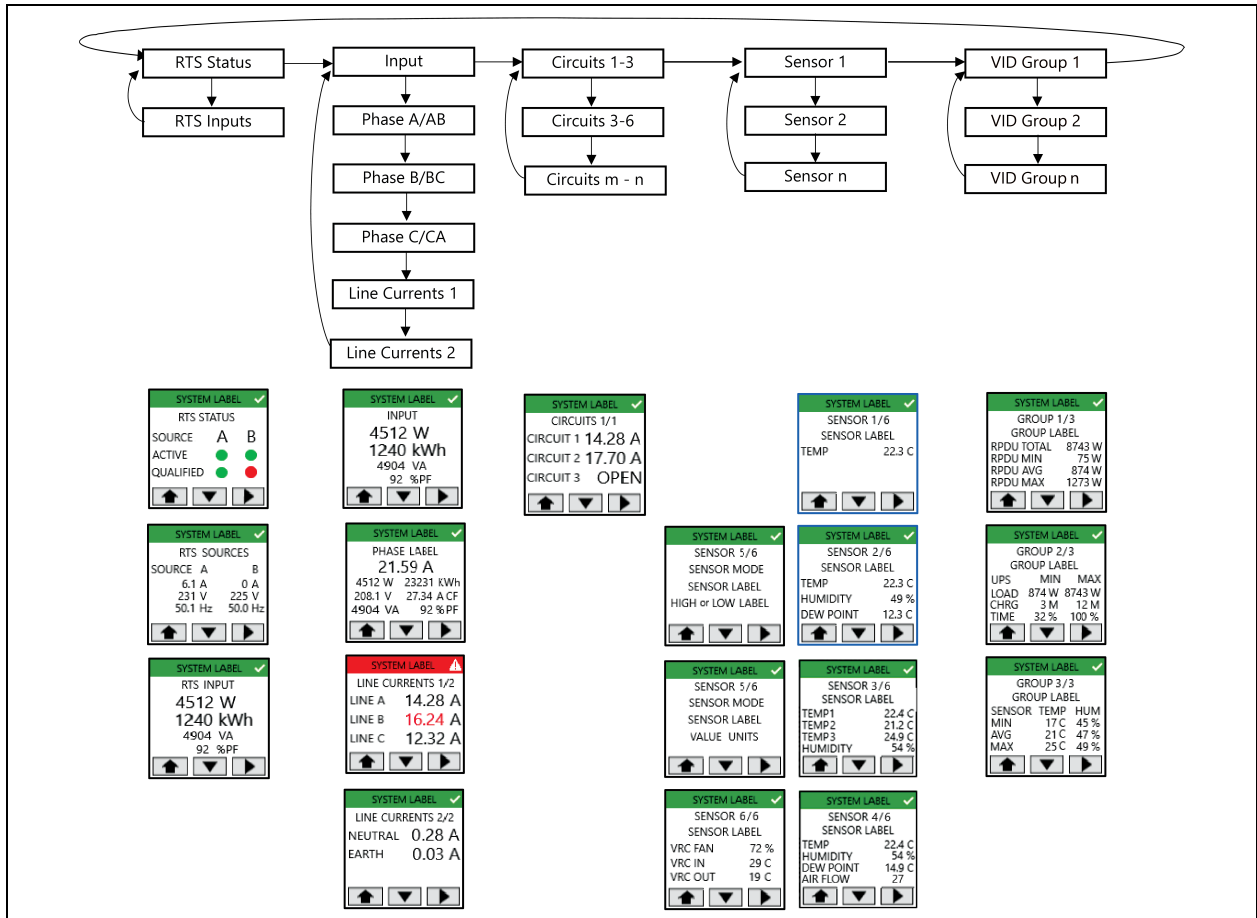 RTS Status
Input
Circuits 1-3
Sensor 1
VID Group 1
RTS Inputs
Phase A/AB
Circuits 3-6
Sensor 2
VID Group 2
Phase B/BC
Circuits m - n
Sensor n
VID Group n
Phase C/CA
Line Currents 1
Line Currents 2
SYSTEM LABEL
RTS STATUS
SOURCE A B
ACTIVE
QUALIFIED
SYSTEM LABEL
RTS SOURCES
SOURCE A B
6.1 A 0 A
231 V 225 V
50.1 Hz 50.0 Hz
SYSTEM LABEL
RTS INPUT
4512 W
1240 kWh
4904 VA
92 %PF
SYSTEM LABEL
INPUT
4512 W
1240 kWh
4904 VA
92 %PF
SYSTEM LABEL
PHASE LABEL
21.59 A
4512 W 23231 KWh
208.1 V 27.34 A CF
4904 VA 92 %PF
SYSTEM LABEL
LINE CURRENTS 1/2
LINE A 14.28 A
LINE B 16.24 A
LINE C 12.32 A
SYSTEM LABEL
LINE CURRENTS 2/2
NEUTRAL 0.28 A
EARTH 0.03 A
SYSTEM LABEL
CIRCUITS 1/1
CIRCUIT 1 14.28 A
CIRCUIT 2 17.70 A
CIRCUIT 3 OPEN
SYSTEM LABEL
SENSOR 5/6
SENSOR MODE
SENSOR LABEL
HIGH or LOW LABEL
SYSTEM LABEL
SENSOR 5/6
SENSOR MODE
SENSOR LABEL
VALUE UNITS
SYSTEM LABEL
SENSOR 6/6
SENSOR LABEL
VRC FAN 72 %
VRC IN 29 C
VRC OUT 19 C
SYSTEM LABEL
SENSOR 1/6
SENSOR LABEL
TEMP 22.3 C
SYSTEM LABEL
SENSOR 2/6
SENSOR LABEL
TEMP 22.3 C
HUMIDITY 49 %
DEW POINT 12.3 C
SYSTEM LABEL
SENSOR 3/6
SENSOR LABEL
TEMP1 22.4 C
TEMP2 21.2 C
TEMP3 24.9 C
HUMIDITY 54 %
SYSTEM LABEL
SENSOR 4/6
SENSOR LABEL
TEMP 22.4 C
HUMIDITY 54 %
DEW POINT 14.9 C
AIR FLOW 27
SYSTEM LABEL
GROUP 1/3
GROUP LABEL
RPDU TOTAL 8743 W
RPDU MIN 75 W
RPDU AVG 874 W
RPDU MAX 1273 W
SYSTEM LABEL
GROUP 2/3
GROUP LABEL
UPS MIN MAX
LOAD 874 W 8743 W
CHRG 3 M 12 M
TIME 32 % 100 %
SYSTEM LABEL
GROUP 3/3
GROUP LABEL
SENSOR TEMP HUM
MIN 17 C 45 %
AVG 21 C 47 %
MAX 25 C 49 %